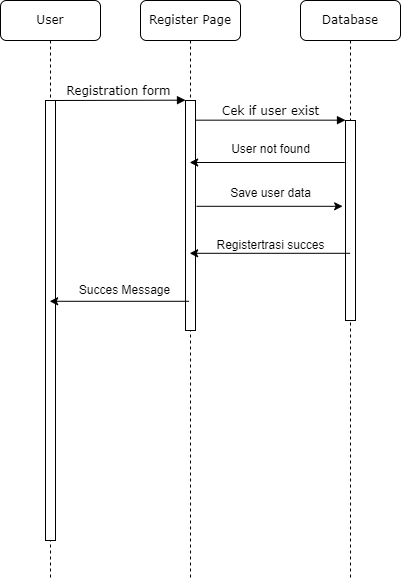 User
Register Page
Database
Registration form
Cek if user exist
User not found
Save user data
Registertrasi succes
Succes Message